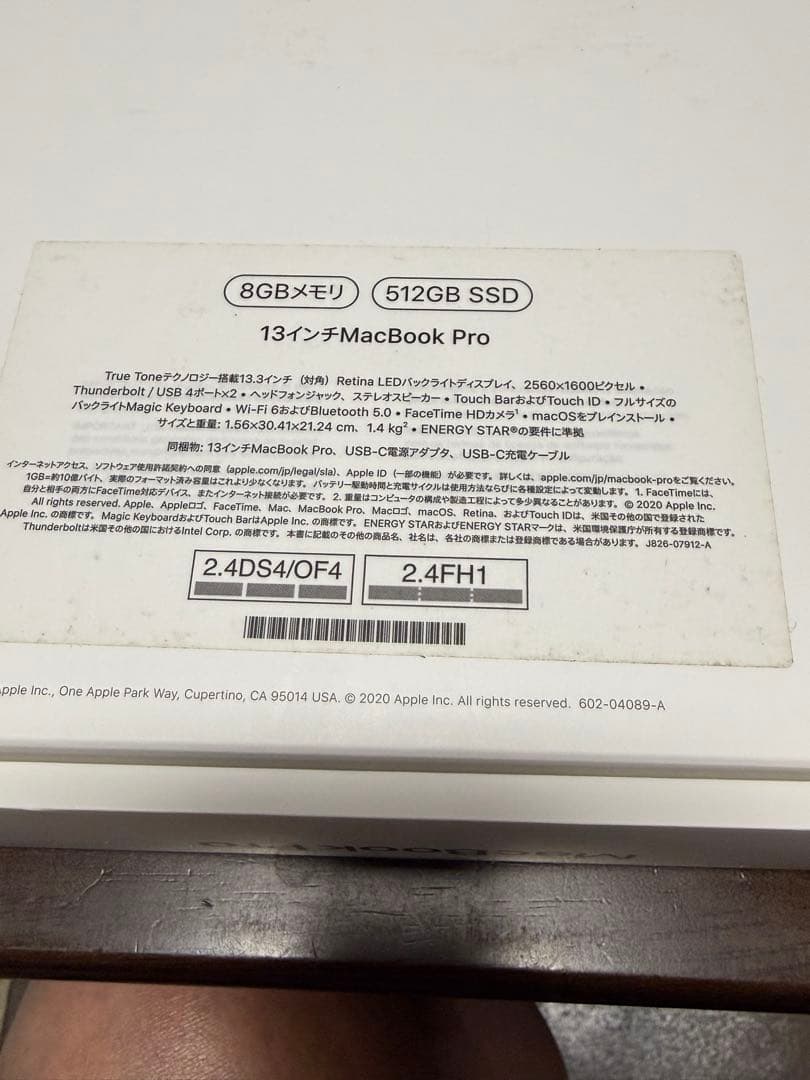 8GBメモリ 512GB SSD
13インチMacBook Pro
True Toneテクノロジー搭載13.3インチ（対角）Retina LEDバックライトディスプレイ、2560×1600ピクセル •
Thunderbolt / USB 4ポート×2 • ヘッドフォンジャック、ステレオスピーカー • Touch BarおよびTouch ID • フルサイズの
バックライトMagic Keyboard • Wi-Fi 6およびBluetooth 5.0 • FaceTime HDカメラ¹ • macOSをプレインストール •
サイズと重量: 1.56×30.41×21.24 cm、1.4 kg² • ENERGY STAR®の要件に準拠
同梱物: 13インチMacBook Pro、USB-C電源アダプタ、USB-C充電ケーブル
インターネットアクセス、ソフトウェア使用許諾契約への同意（apple.com/jp/legal/sla）、Apple ID（一部の機能）が必要です。詳しくは、apple.com/jp/macbook-proをご覧ください。
1GB=約10億バイト、実際のフォーマット済み容量はこれより少なくなります。バッテリー駆動時間と充電サイクルは使用方法ならびに各種設定によって変動します。1. FaceTimeには、
自分と相手の両方にFaceTime対応デバイス、またインターネット接続が必要です。2. 重量はコンピュータの構成や製造工程によって多少異なることがあります。© 2020 Apple Inc.
All rights reserved. Apple、Appleロゴ、FaceTime、Mac、MacBook Pro、Macロゴ、macOS、Retina、およびTouch IDは、米国その他の国で登録された
Apple Inc. の商標です。Magic KeyboardおよびTouch BarはApple Inc. の商標です。ENERGY STARおよびENERGY STARマークは、米国環境保護庁が所有する登録商標です。
Thunderboltは米国その他の国におけるIntel Corp. の商標です。本書に記載のその他の商品名、社名は、各社の商標または登録商標である場合があります。J826-07912-A
2.4DS4/OF4 2.4FH1
Apple Inc., One Apple Park Way, Cupertino, CA 95014 USA. © 2020 Apple Inc. All rights reserved. 602-04089-A
MacBook Pro